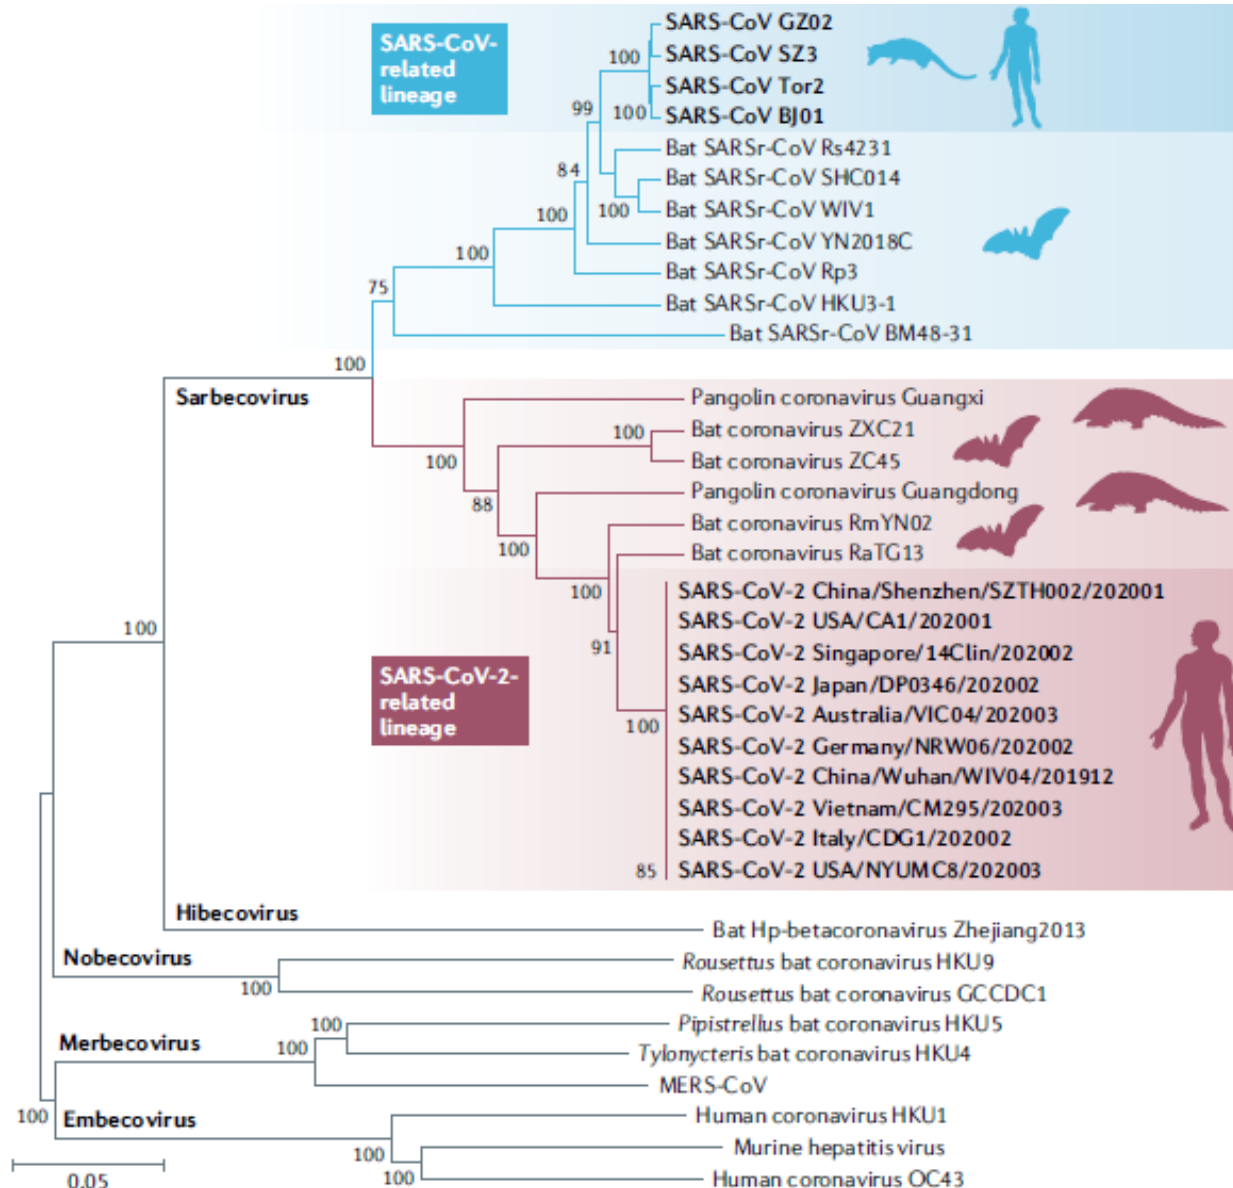 SARS-CoV-
related
lineage
SARS-CoV GZ02
SARS-CoV SZ3
SARS-CoV Tor2
SARS-CoV BJ01
100
100
99
Bat SARSr-CoV Rs4231
Bat SARSr-CoV SHC014
Bat SARSr-CoV WIV1
100
84
Bat SARSr-CoV YN2018C
100
Bat SARSr-CoV Rp3
100
Bat SARSr-CoV HKU3-1
75
Bat SARSr-CoV BM48-31
100
Sarbecovirus
Pangolin coronavirus Guangxi
100
Bat coronavirus ZXC21
Bat coronavirus ZC45
100
88
Pangolin coronavirus Guangdong
Bat coronavirus RmYN02
100
Bat coronavirus RaTG13
100
SARS-CoV-2 China/Shenzhen/SZTH002/202001
SARS-CoV-2 USA/CA1/202001
100
91
SARS-CoV-2 Singapore/14Clin/202002
SARS-CoV-2-
related
lineage
SARS-CoV-2 Japan/DP0346/202002
SARS-CoV-2 Australia/VIC04/202003
100
SARS-CoV-2 Germany/NRW06/202002
SARS-CoV-2 China/Wuhan/WIV04/201912
SARS-CoV-2 Vietnam/CM295/202003
SARS-CoV-2 Italy/CDG1/202002
85
SARS-CoV-2 USA/NYUMC8/202003
Hibecovirus
Bat Hp-betacoronavirus Zhejiang2013
Nobecovirus
Rousettus bat coronavirus HKU9
100
Rousettus bat coronavirus GCCDC1
100
Pipistrellus bat coronavirus HKU5
Merbecovirus
100
Tylonycteris bat coronavirus HKU4
MERS-CoV
100
Embecovirus
Human coronavirus HKU1
100
Murine hepatitis virus
100
Human coronavirus OC43
0.05